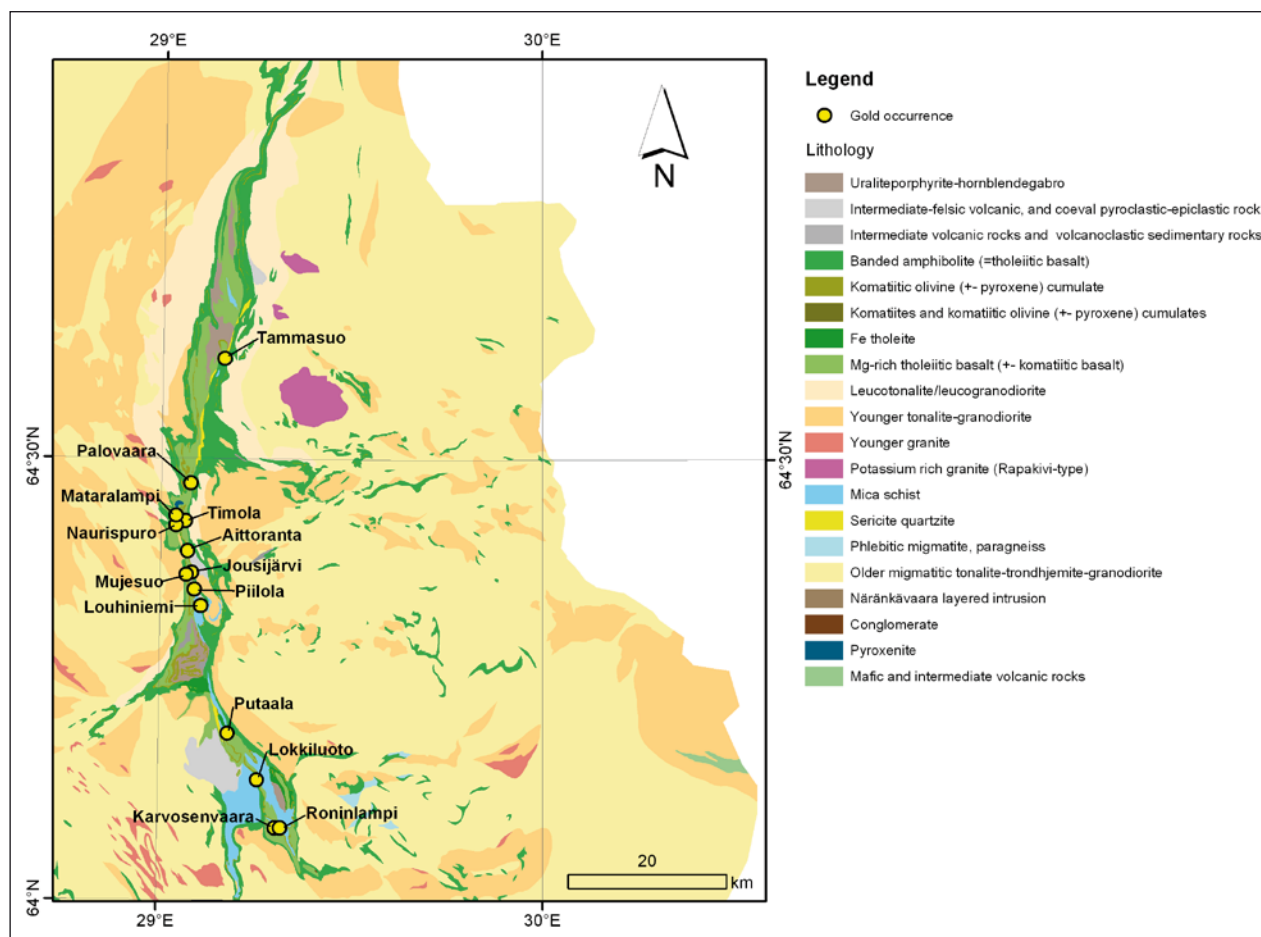 29°E
30°E
Legend
Gold occurrence
Lithology
N
Uraliteporphyrite-hornblendegabro
Intermediate-felsic volcanic, and coeval pyroclastic-epiclastic rock
Intermediate volcanic rocks and volcanoclastic sedimentary rocks
Banded amphibolite (=tholeiitic basalt)
Komatiitic olivine (+- pyroxene) cumulate
Komatiites and komatiitic olivine (+- pyroxene) cumulates
Fe tholeite
Mg-rich tholeiitic basalt (+- komatiitic basalt)
Leucotonalite/leucogranodiorite
Younger tonalite-granodiorite
Younger granite
Potassium rich granite (Rapakivi-type)
Mica schist
Sericite quartzite
Phlebitic migmatite, paragneiss
Older migmatitic tonalite-trondhjemite-granodiorite
Näränkävaara layered intrusion
Conglomerate
Pyroxenite
Mafic and intermediate volcanic rocks
Tammasuo
64°30'N
64°30'N
Palovaara
Mataralampi
Timola
Naurispuro
Aittoranta
Jousijärvi
Mujesuo
Piilola
Louhiniemi
Putaala
Lokkiluoto
Karvosenvaara
Roninlampi
20
km
64°N
64°N
29°E
30°E